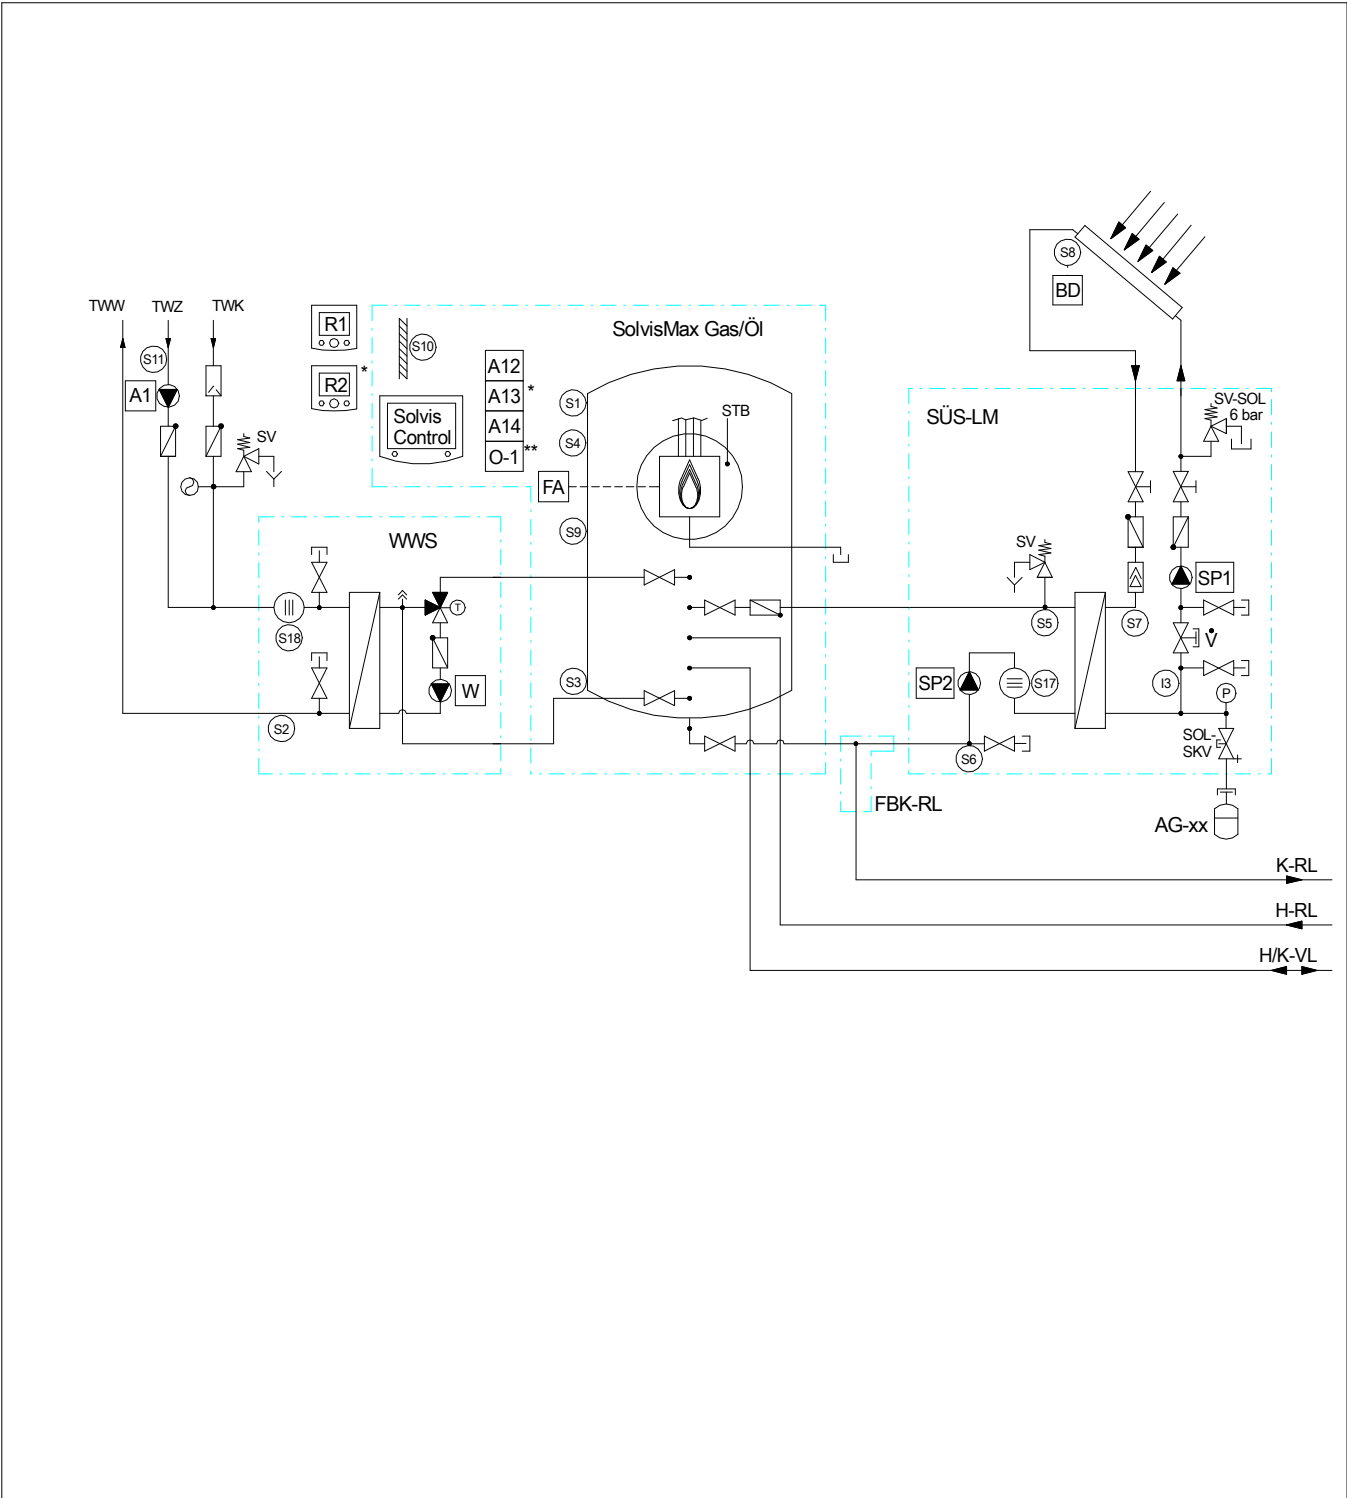 S8
BD
TWW
TWZ
TWK
R1
S11
S10
SolvisMax Gas/Öl
A12
R2
*
A1
A13
*
S1
SV-SOL
6 bar
Solvis
Control
A14
STB
SÜS-LM
SV
S4
O-1
**
FA
S9
WWS
SV
SP1
T
S18
S5
S7
V̇
W
S3
SP2
S17
I3
P
S2
SOL-
SKV
S6
FBK-RL
AG-xx
K-RL
H-RL
H/K-VL